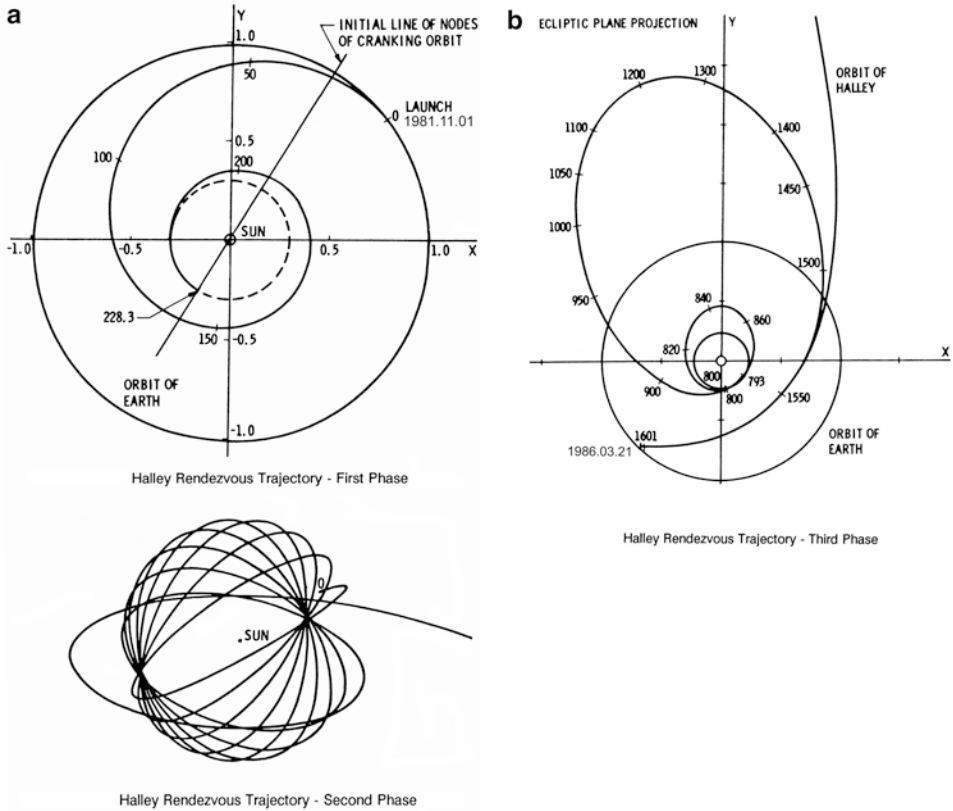 a
Y
1.0
50
INITIAL LINE OF NODES
OF CRANKING ORBIT
0
LAUNCH
1981.11.01
0.5
100
200
SUN
-1.0
-0.5
0.5
1.0
X
228.3
150
-0.5
ORBIT OF
EARTH
-1.0
Halley Rendezvous Trajectory - First Phase
0
SUN
Halley Rendezvous Trajectory - Second Phase
b
ECLIPTIC PLANE PROJECTION
Y
1200
1300
ORBIT OF
HALLEY
1100
1400
1050
1450
1000
1500
950
840
860
820
X
900
800
793
800
1550
1601
1986.03.21
ORBIT OF
EARTH
Halley Rendezvous Trajectory - Third Phase